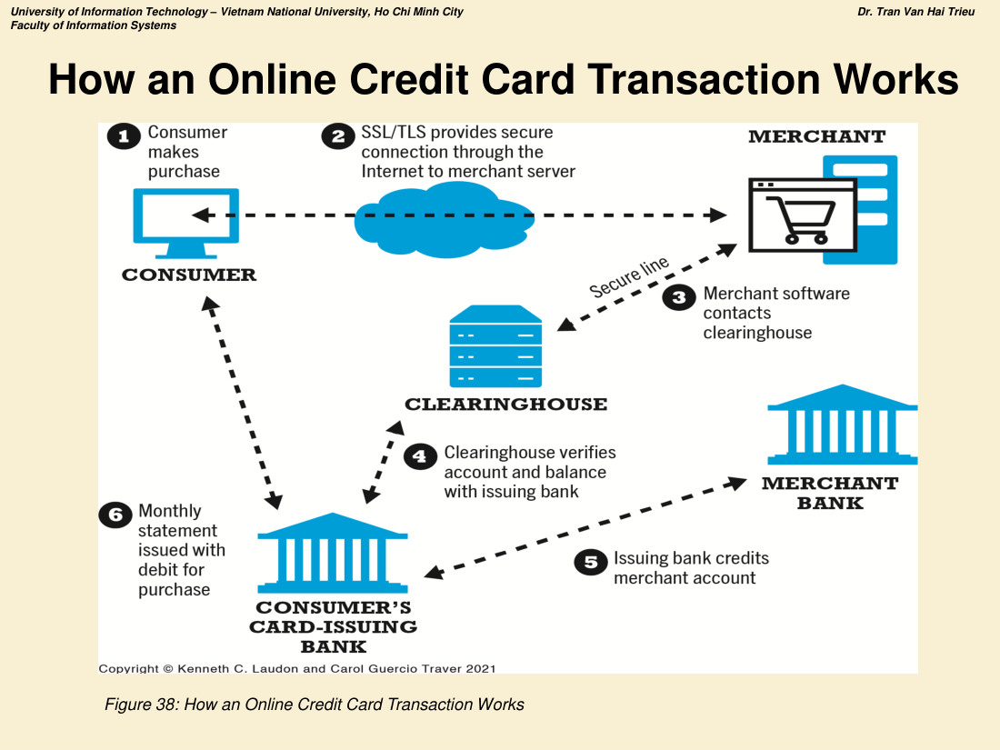 University of Information Technology – Vietnam National University, Ho Chi Minh City
Faculty of Information Systems
Dr. Tran Van Hai Trieu
How an Online Credit Card Transaction Works
1 Consumer
makes
purchase
2 SSL/TLS provides secure
connection through the
Internet to merchant server
MERCHANT
CONSUMER
Secure line
3 Merchant software
contacts
clearinghouse
CLEARINGHOUSE
4 Clearinghouse verifies
account and balance
with issuing bank
MERCHANT
BANK
6 Monthly
statement
issued with
debit for
purchase
5 Issuing bank credits
merchant account
CONSUMER'S
CARD-ISSUING
BANK
Copyright © Kenneth C. Laudon and Carol Guercio Traver 2021
Figure 38: How an Online Credit Card Transaction Works